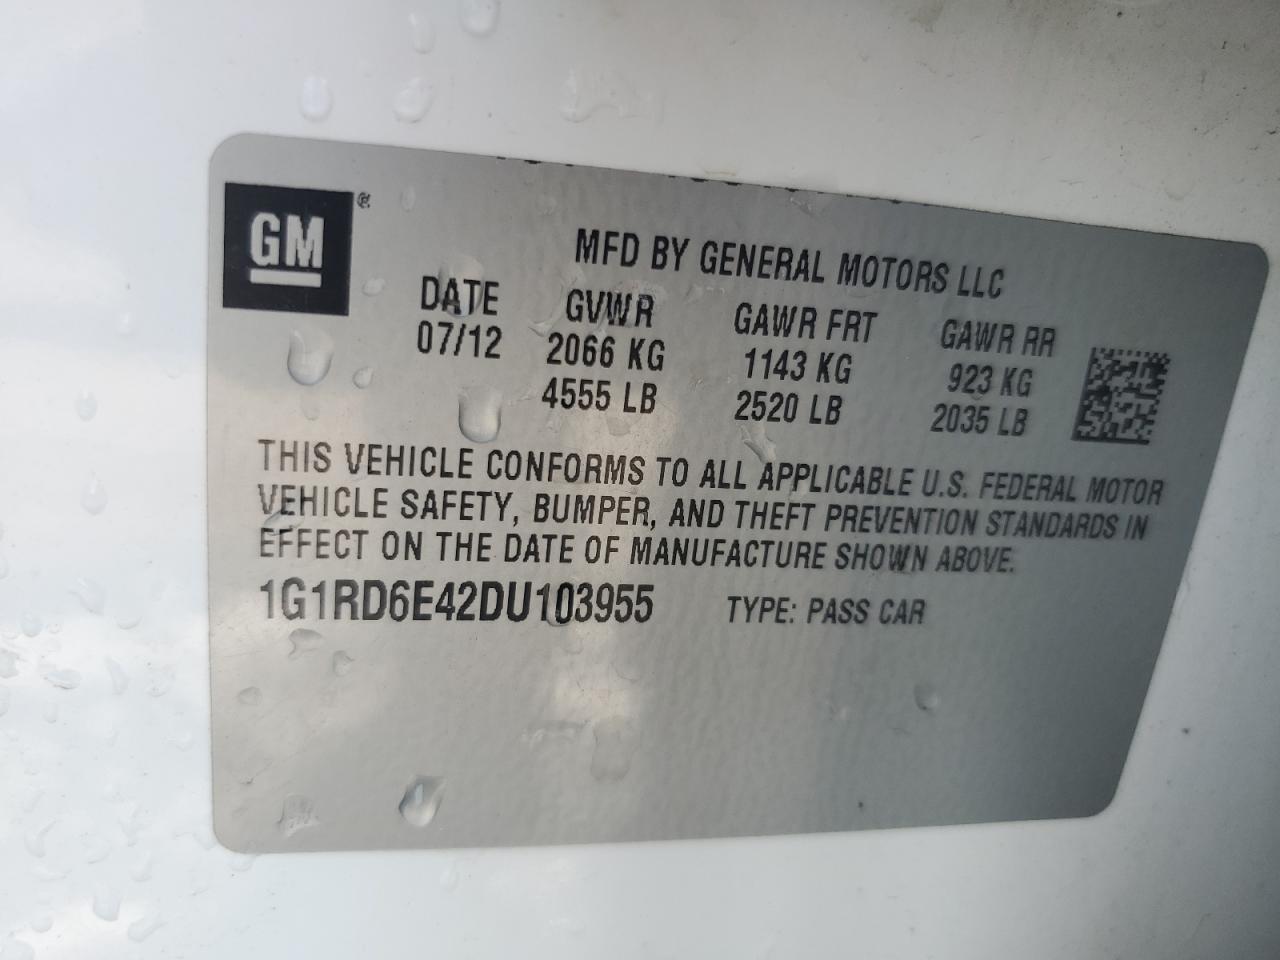 GM®
MFD BY GENERAL MOTORS LLC
DATE GVWR GAWR FRT GAWR RR
07/12 2066 KG 1143 KG 923 KG
4555 LB 2520 LB 2035 LB
THIS VEHICLE CONFORMS TO ALL APPLICABLE U.S. FEDERAL MOTOR
VEHICLE SAFETY, BUMPER, AND THEFT PREVENTION STANDARDS IN
EFFECT ON THE DATE OF MANUFACTURE SHOWN ABOVE.
1G1RD6E42DU103955 TYPE: PASS CAR